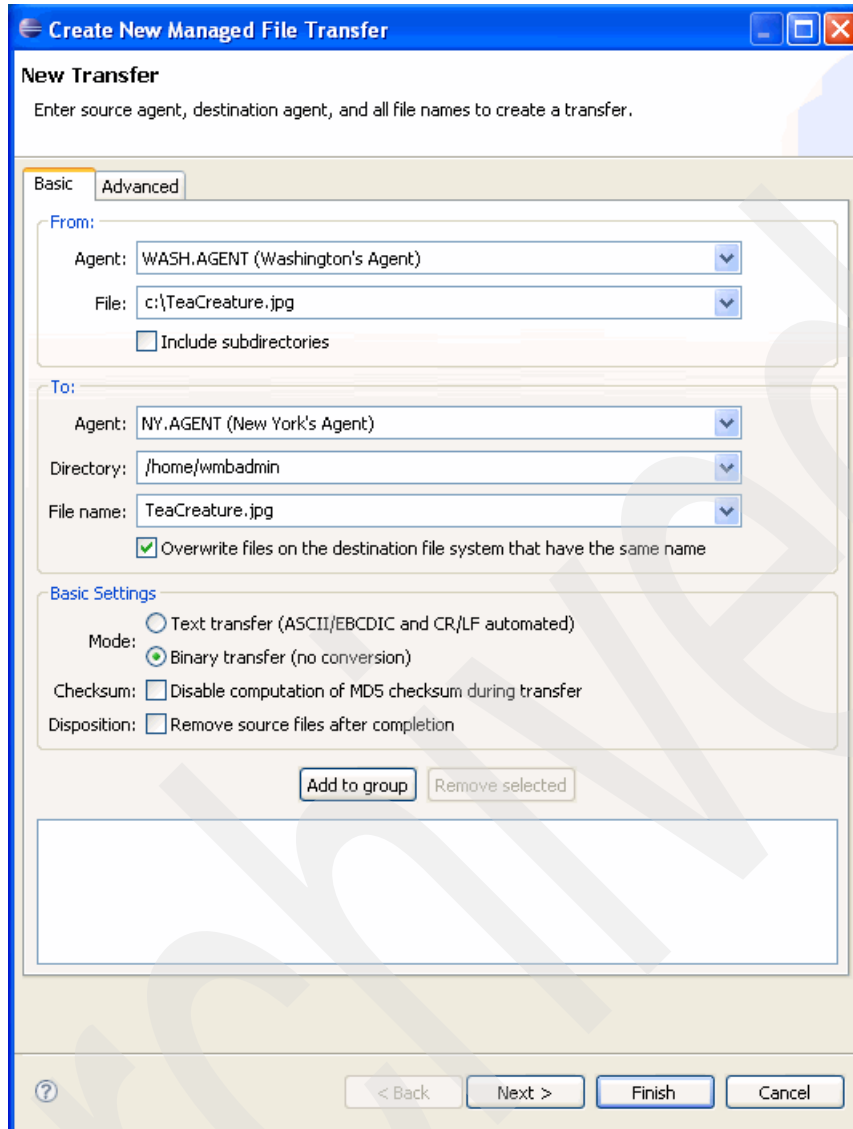 Create New Managed File Transfer
New Transfer
Enter source agent, destination agent, and all file names to create a transfer.
Basic
Advanced
From:
Agent: WASH.AGENT (Washington's Agent)
File: c:\TeaCreature.jpg
Include subdirectories
To:
Agent: NY.AGENT (New York's Agent)
Directory: /home/wmbadmin
File name: TeaCreature.jpg
Overwrite files on the destination file system that have the same name
Basic Settings
Mode:
Text transfer (ASCII/EBCDIC and CR/LF automated)
Binary transfer (no conversion)
Checksum: Disable computation of MD5 checksum during transfer
Disposition: Remove source files after completion
Add to group
Remove selected
?
< Back
Next >
Finish
Cancel